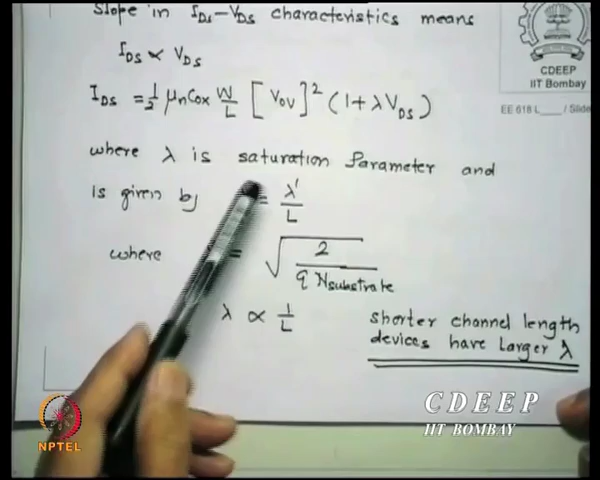 Slope in IDS-VDS characteristics means
IDS ∝ VDS
IDS = 1/2 μnCox W/L [VOV]² (1+λVDS)
where λ is saturation Parameter and
is given by = λ'/L
where = √(2/(q Nsubstrate))
λ ∝ 1/L
shorter channel length
devices have larger λ
CDEEP
IIT Bombay
EE 618 L____ / Slide
CDEEP
IIT BOMBAY
NPTEL